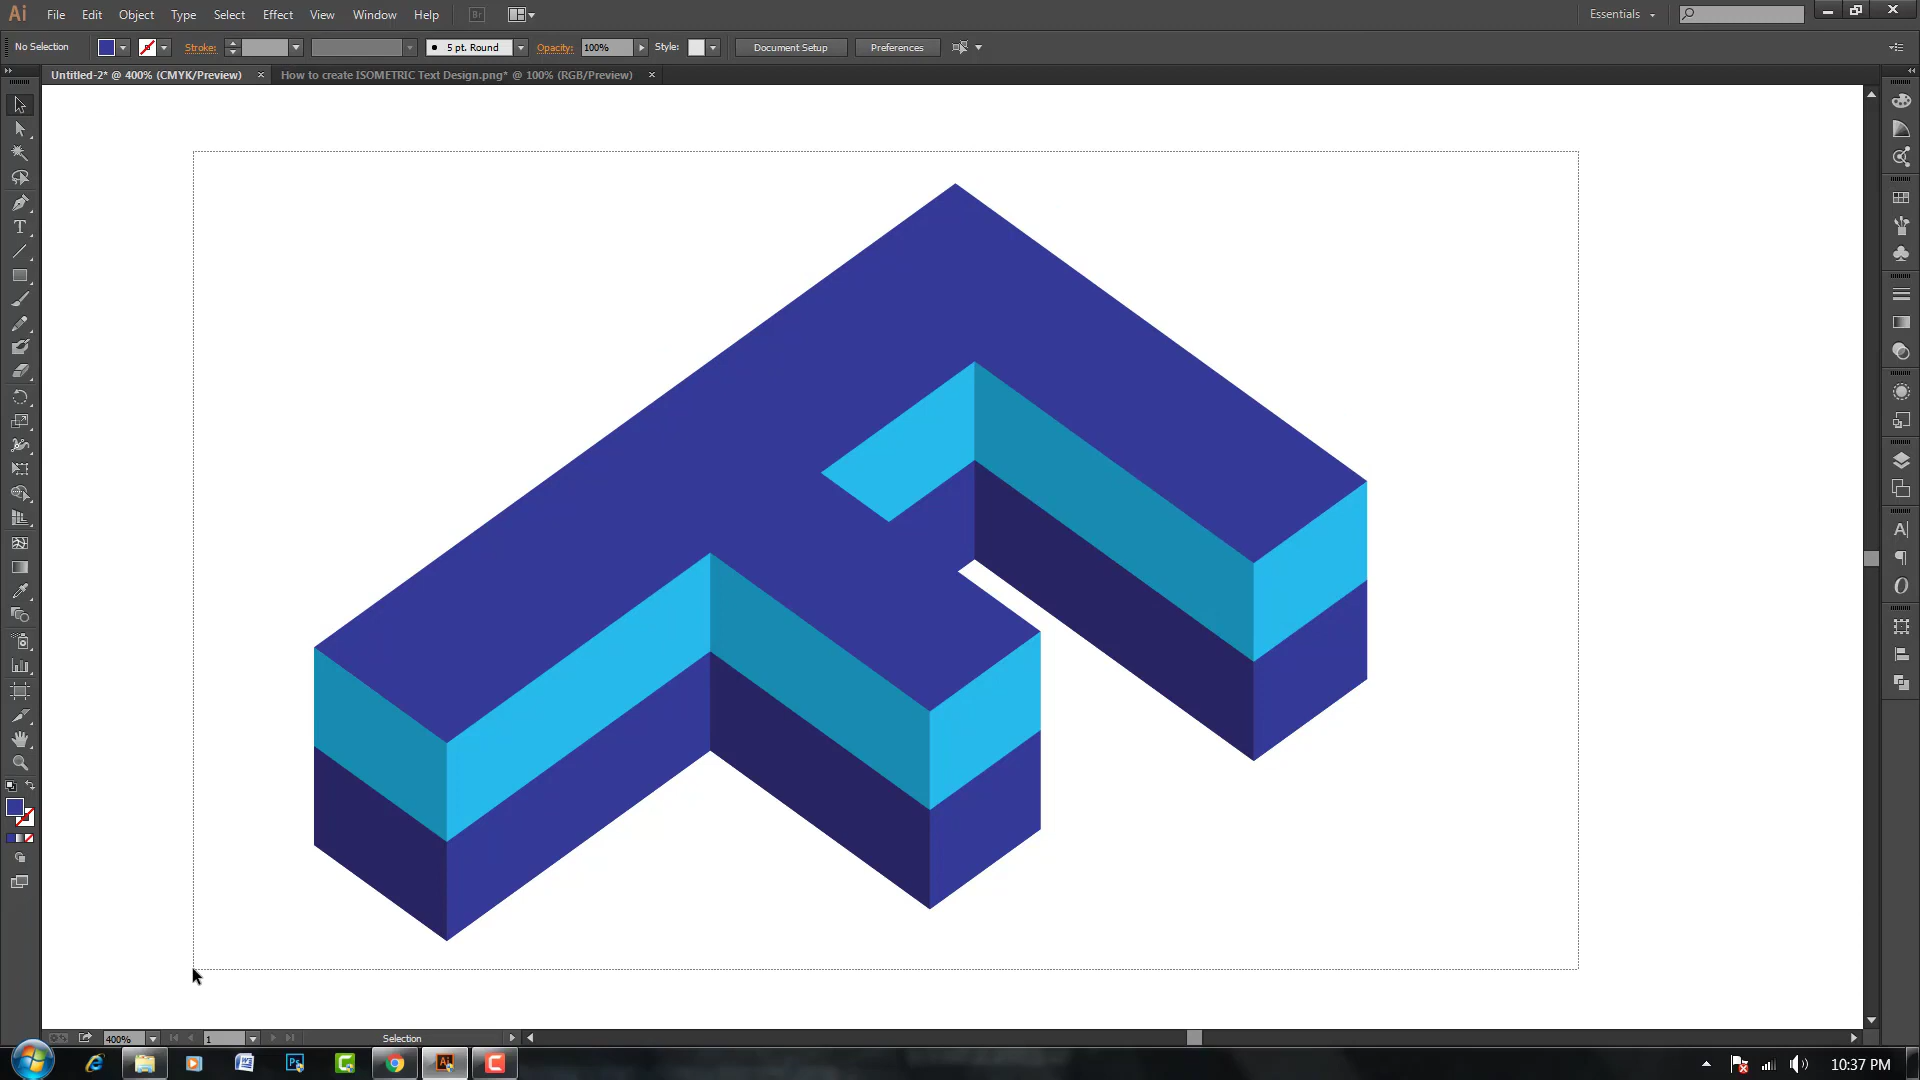 Ai File Edit Object Type Select Effect View Window Help Br Essentials
No Selection Stroke: 5 pt. Round Opacity: 100% Style: Document Setup Preferences
Untitled-2* @ 400% (CMYK/Preview) How to create ISOMETRIC Text Design.png* @ 100% (RGB/Preview)
400% 1 Selection
10:37 PM